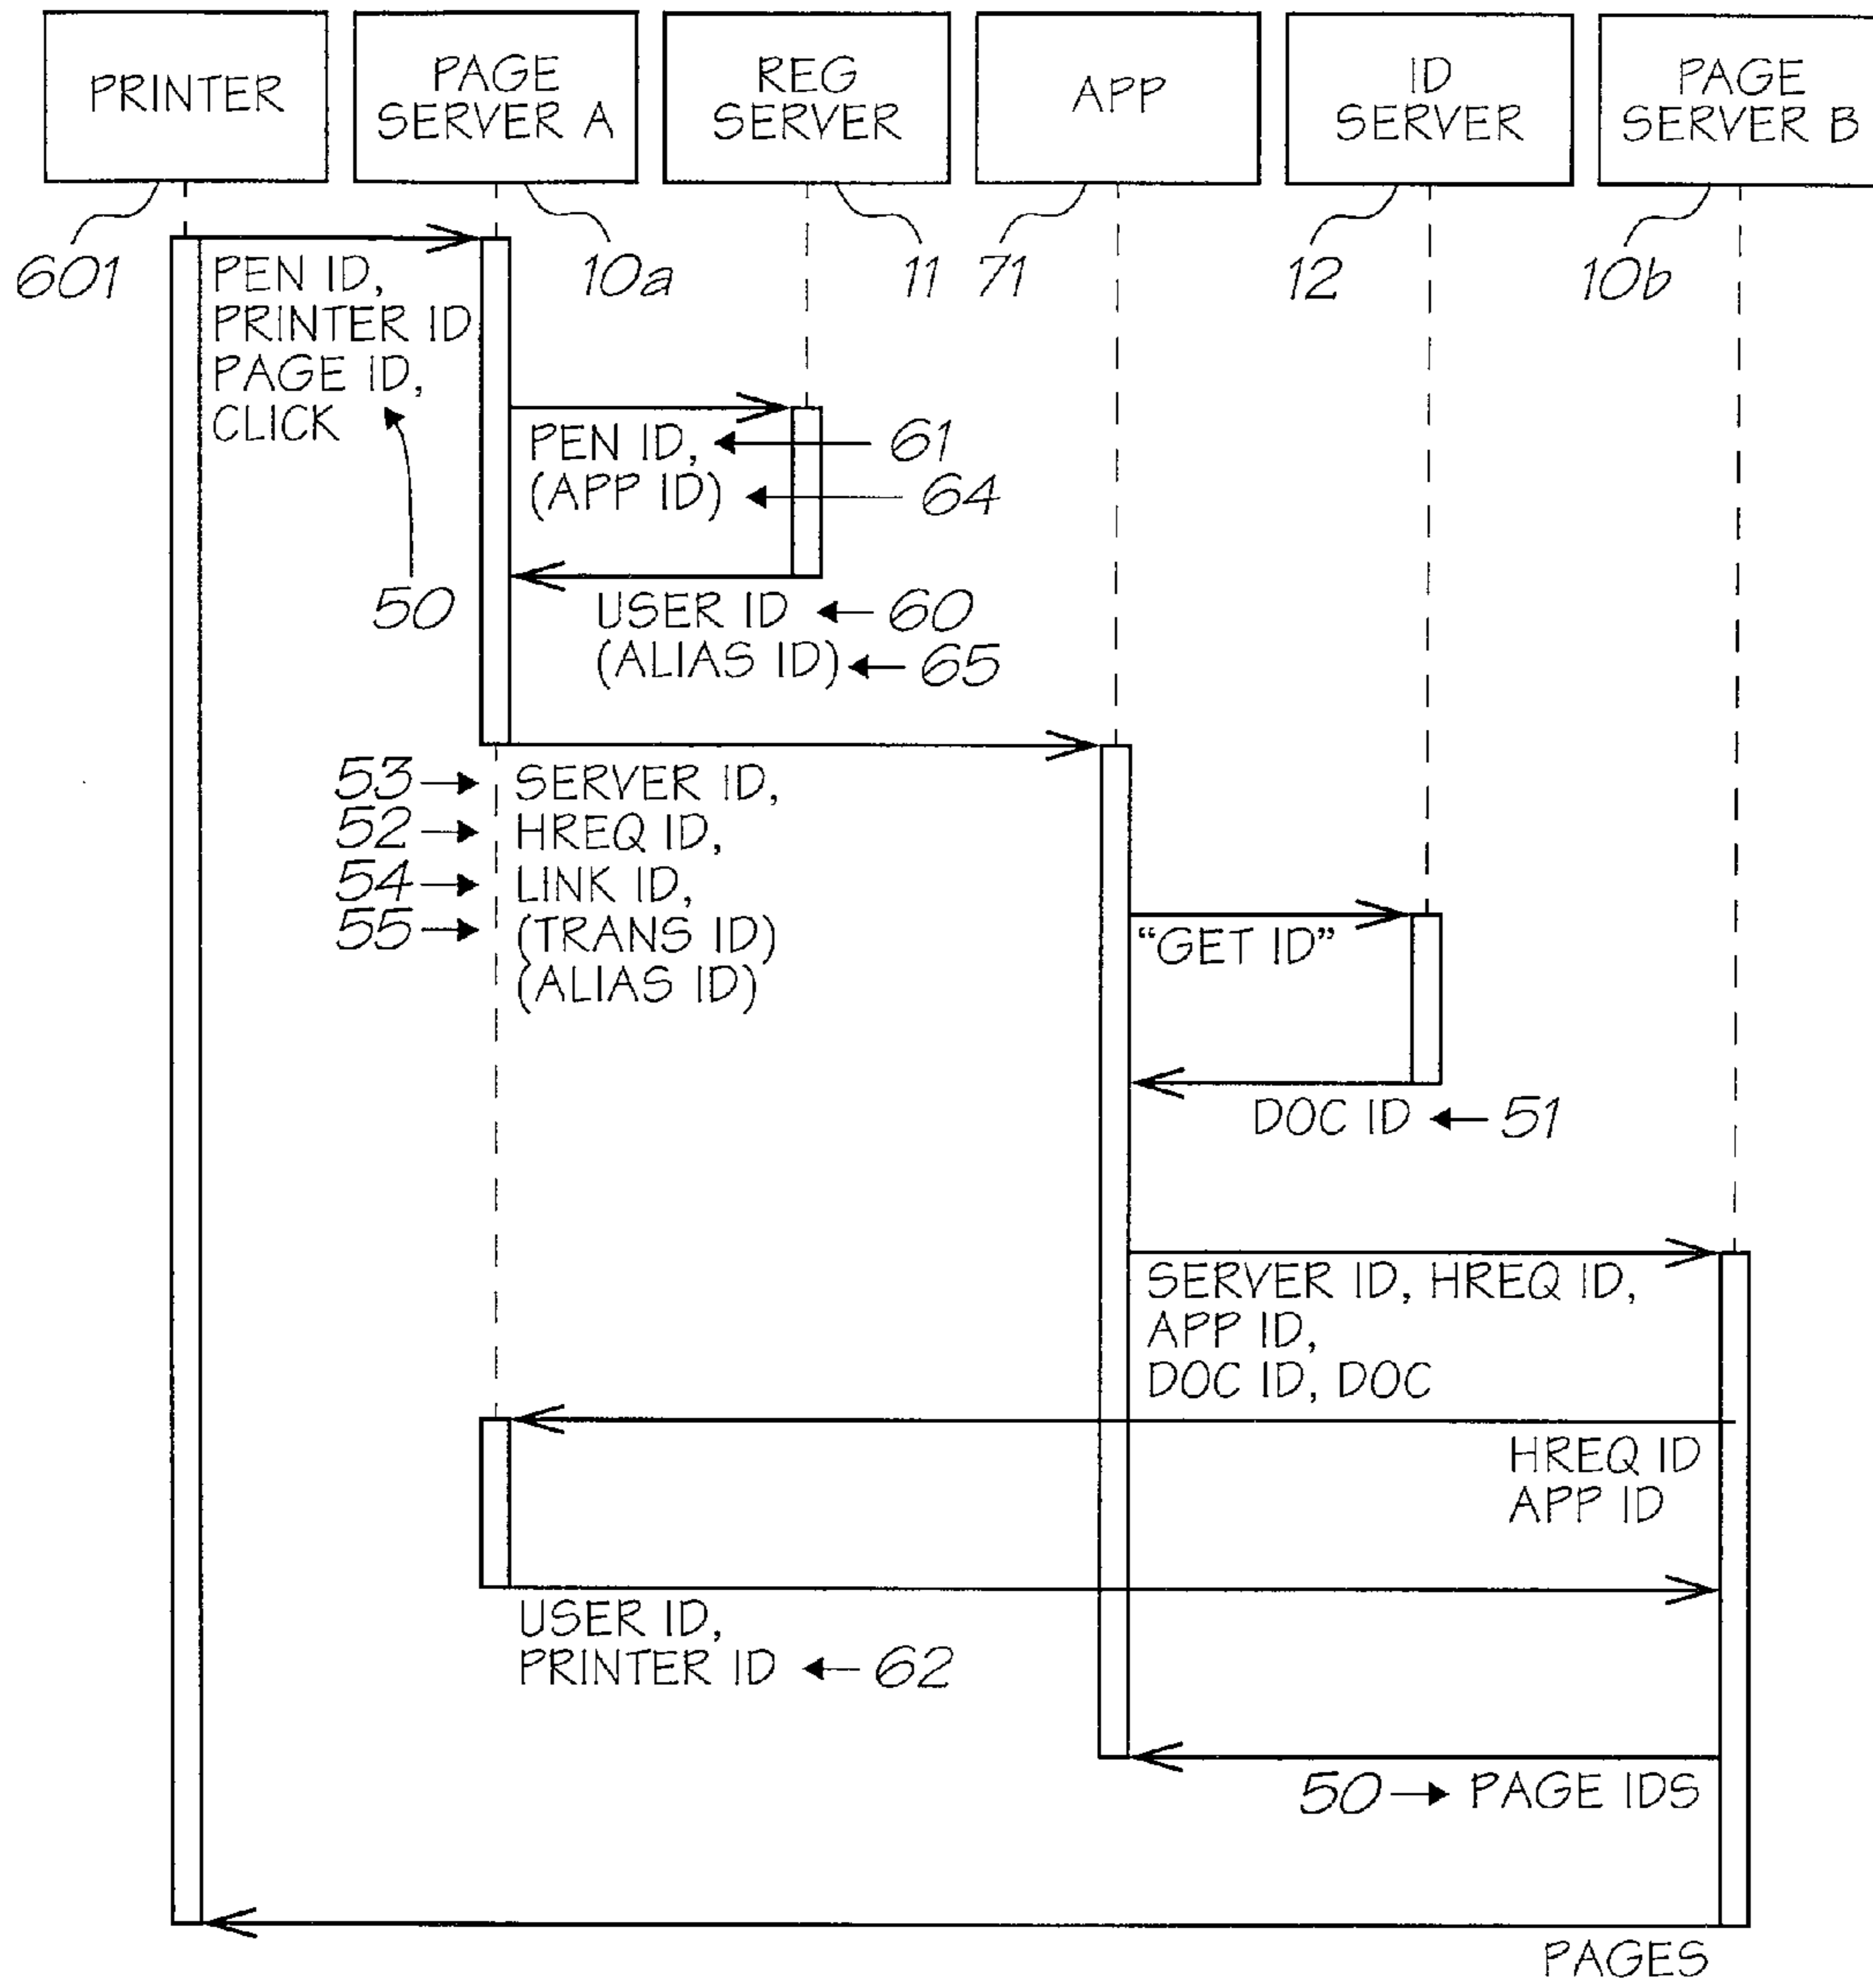 PRINTER
PAGE
SERVER A
REG
SERVER
APP
ID
SERVER
PAGE
SERVER B
601
10a
11
71
12
10b
PEN ID,
PRINTER ID
PAGE ID,
CLICK
50
PEN ID,
61
(APP ID)
64
USER ID
60
(ALIAS ID)
65
53
SERVER ID,
52
HREQ ID,
54
LINK ID,
55
(TRANS ID)
(ALIAS ID)
“GET ID”
DOC ID
51
SERVER ID, HREQ ID,
APP ID,
DOC ID, DOC
HREQ ID
APP ID
USER ID,
PRINTER ID
62
50
PAGE IDS
PAGES